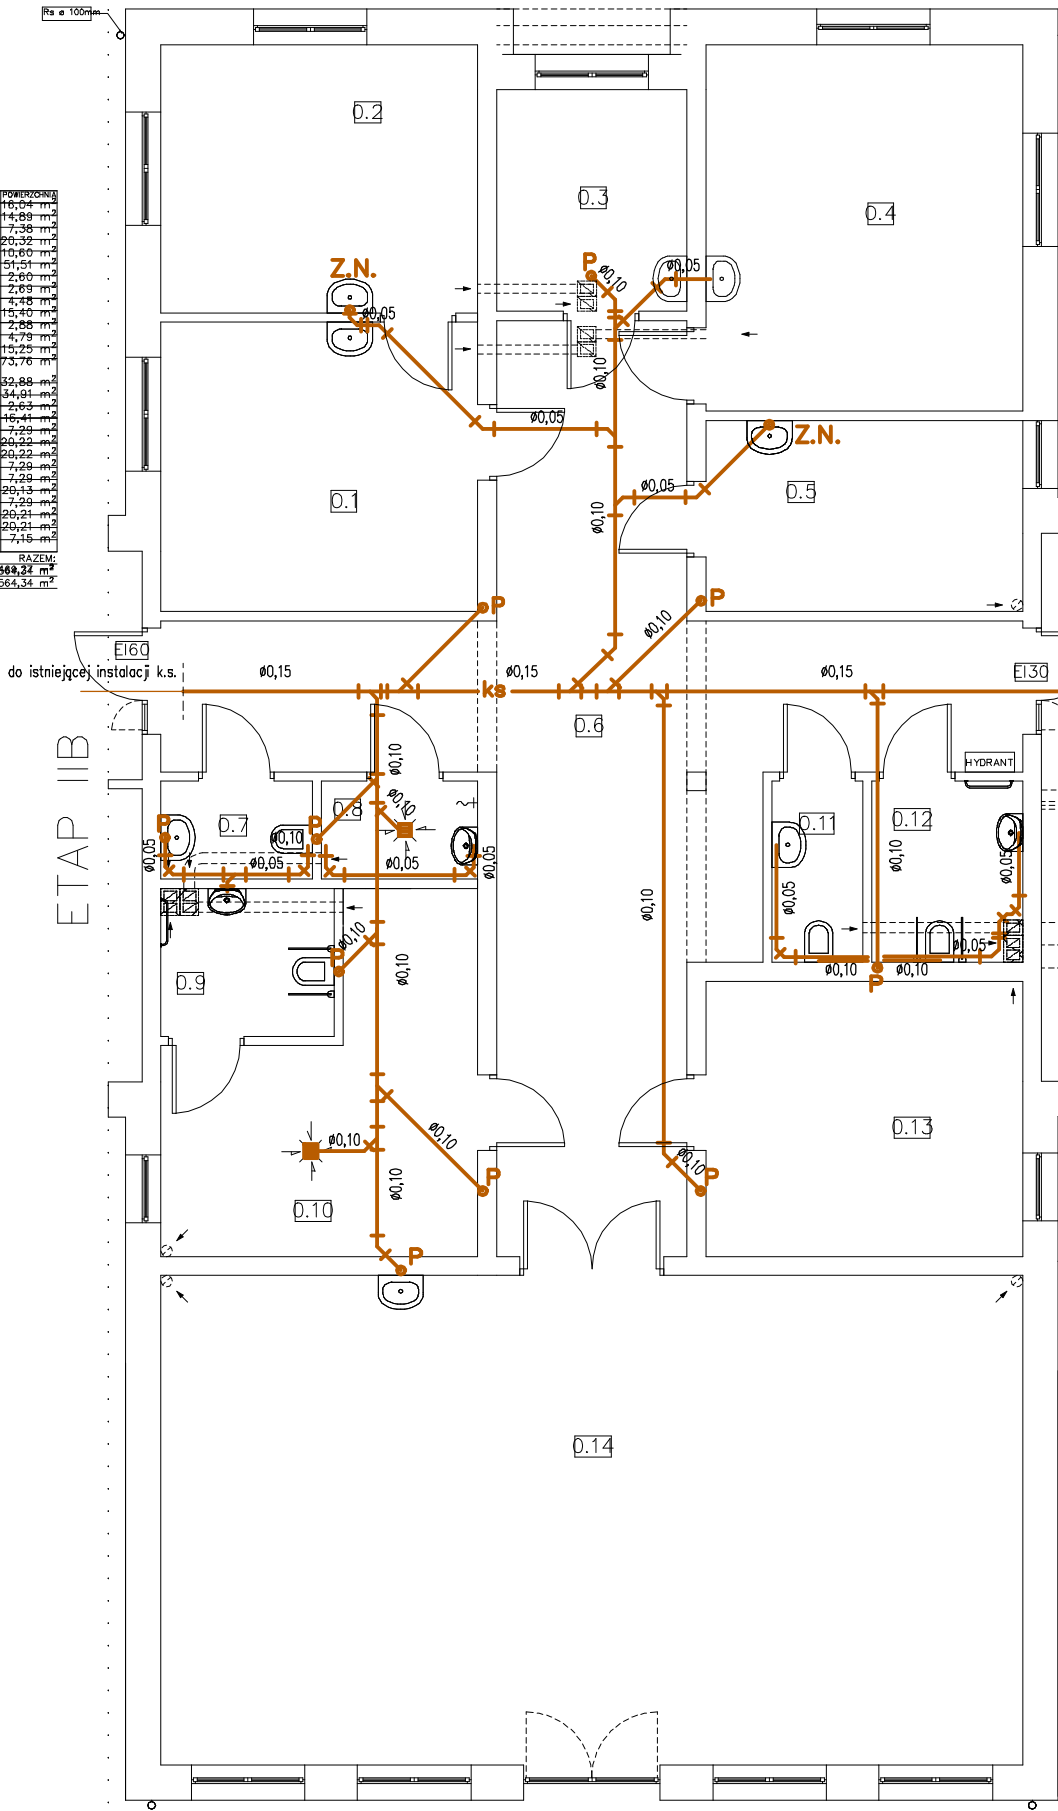 Rs ø 100mm
0.2
0.3
0.4
POWIERZCHNIA
16,04 m²
14,89 m²
7,38 m²
20,32 m²
10,60 m²
51,51 m²
2,60 m²
2,69 m²
4,48 m²
15,40 m²
2,88 m²
4,79 m²
15,25 m²
73,76 m²
32,88 m²
34,91 m²
2,63 m²
16,41 m²
7,29 m²
20,22 m²
20,22 m²
7,29 m²
7,29 m²
20,13 m²
7,29 m²
20,21 m²
20,21 m²
7,15 m²
RAZEM:
564,34 m²
Z.N.
P
ø0,10
ø0,05
ø0,05
ø0,10
ø0,05
Z.N.
0.1
ø0,05
0.5
ø0,10
P
P
ø0,10
EI60
do istniejącej instalacji k.s.
ø0,15
ø0,15
ø0,15
EI30
ks
0.6
ETAP IIB
ø0,10
HYDRANT
ø0,10
0.7
0.8
0.11
0.12
P
ø0,10
P
ø0,05
ø0,05
ø0,05
ø0,05
ø0,10
ø0,05
ø0,05
ø0,10
ø0,10
P
ø0,10
ø0,05
ø0,10
ø0,10
P
0.9
ø0,10
ø0,10
ø0,10
0.13
P
P
ø0,10
0.10
P
0.14